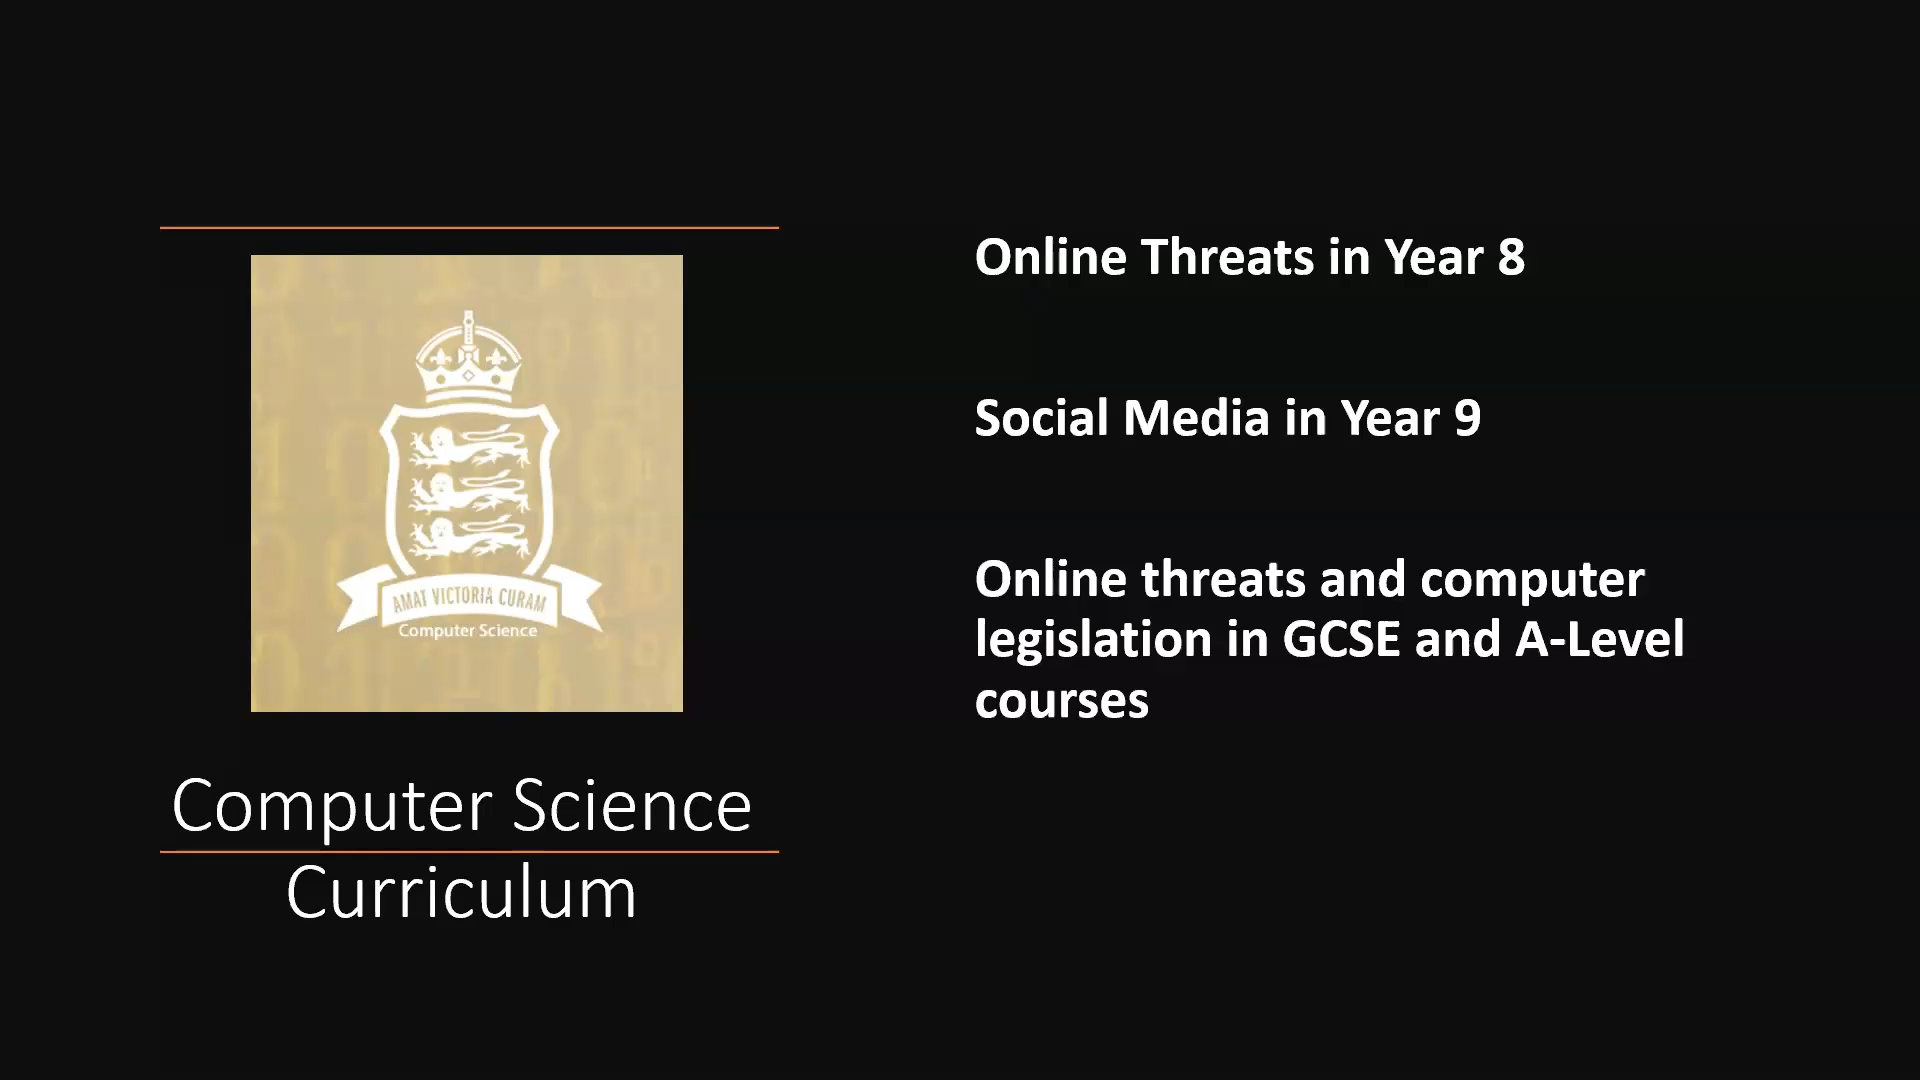 AMAT VICTORIA CURAM
Computer Science
Computer Science
Curriculum
Online Threats in Year 8
Social Media in Year 9
Online threats and computer
legislation in GCSE and A-Level
courses